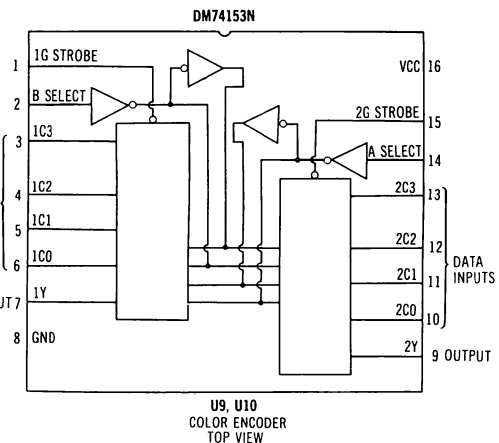 DM74153N
1 1G STROBE
2 B SELECT
3 1C3
4 1C2
5 1C1
6 1C0
UT 7 1Y
8 GND
VCC 16
2G STROBE 15
A SELECT 14
2C3 13
2C2 12
2C1 11
2C0 10
DATA
INPUTS
2Y 9 OUTPUT
U9, U10
COLOR ENCODER
TOP VIEW